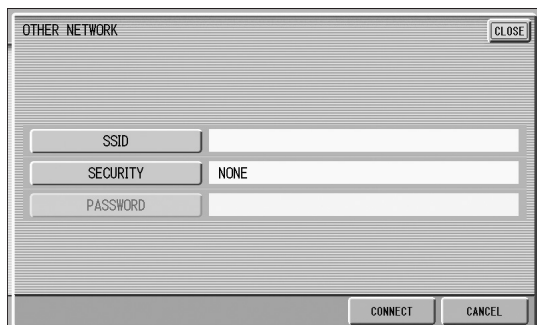 OTHER NETWORK CLOSE
SSID
SECURITY NONE
PASSWORD
CONNECT CANCEL